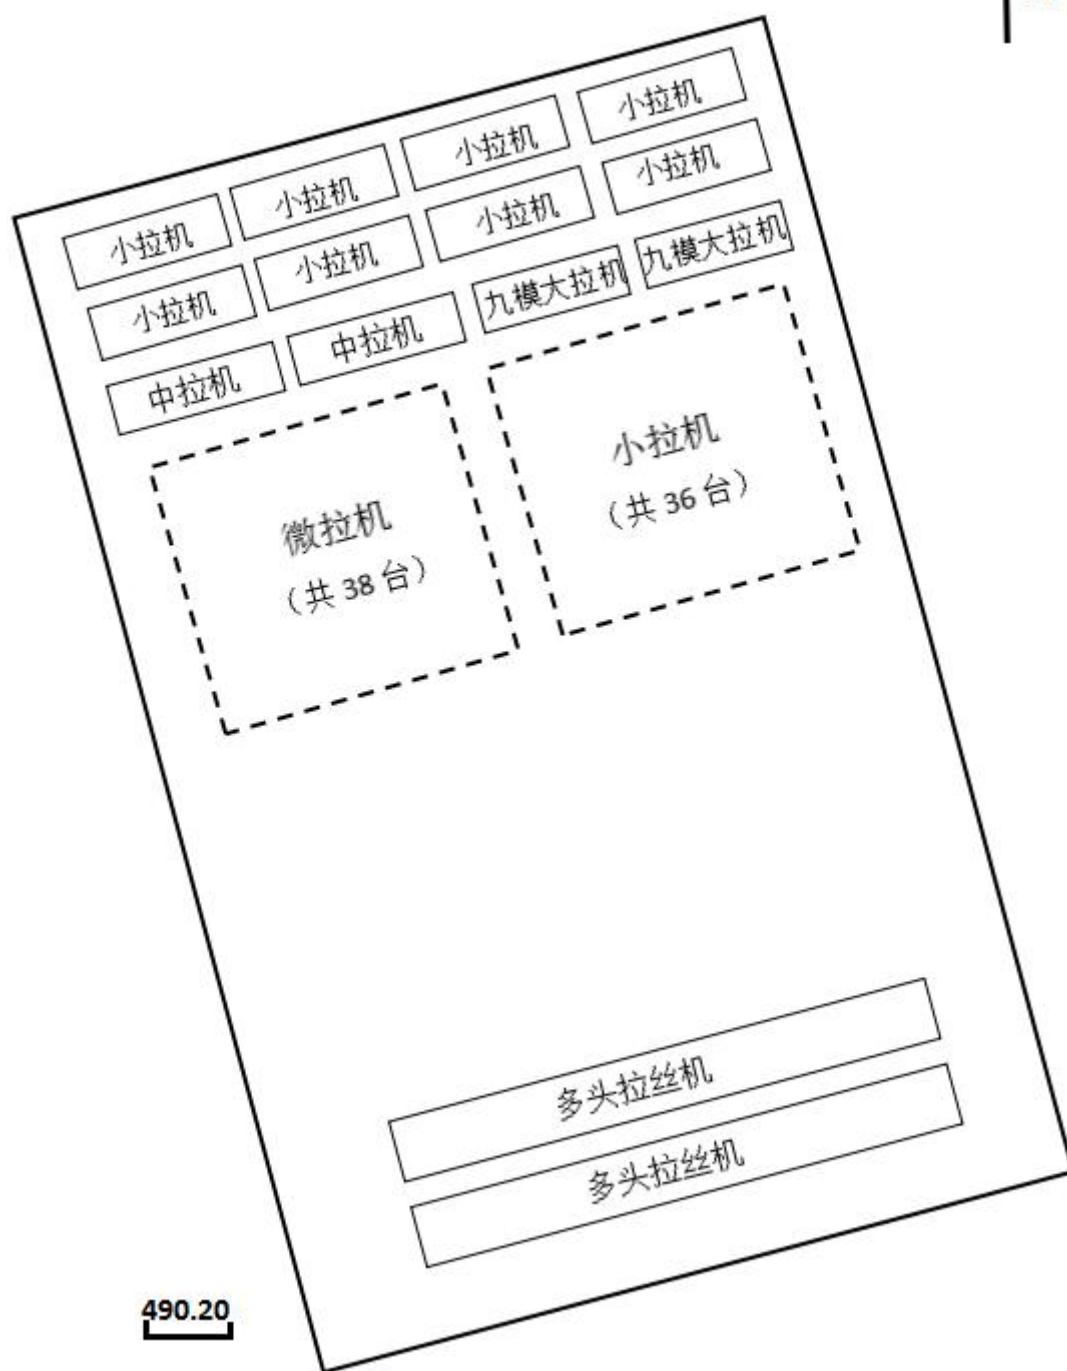 小拉机 小拉机 小拉机 小拉机
小拉机 小拉机 小拉机 小拉机
中拉机 中拉机 九模大拉机 九模大拉机
微拉机
（共 38 台）
小拉机
（共 36 台）
多头拉丝机
多头拉丝机
490.20